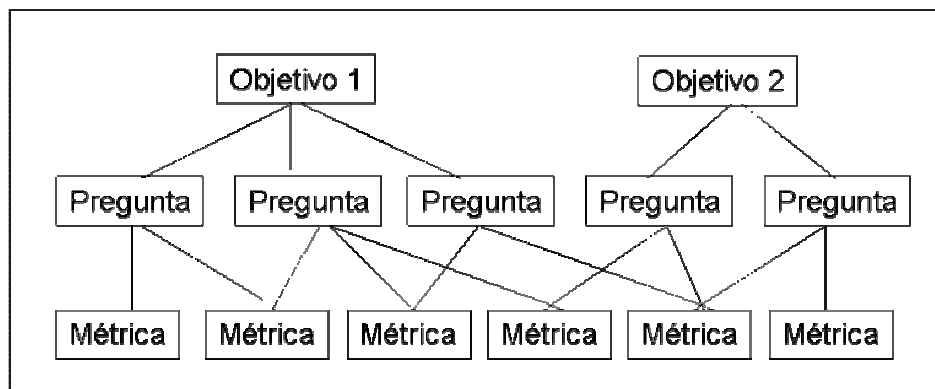 Objetivo 1 Objetivo 2
Pregunta Pregunta Pregunta Pregunta Pregunta
Métrica Métrica Métrica Métrica Métrica Métrica